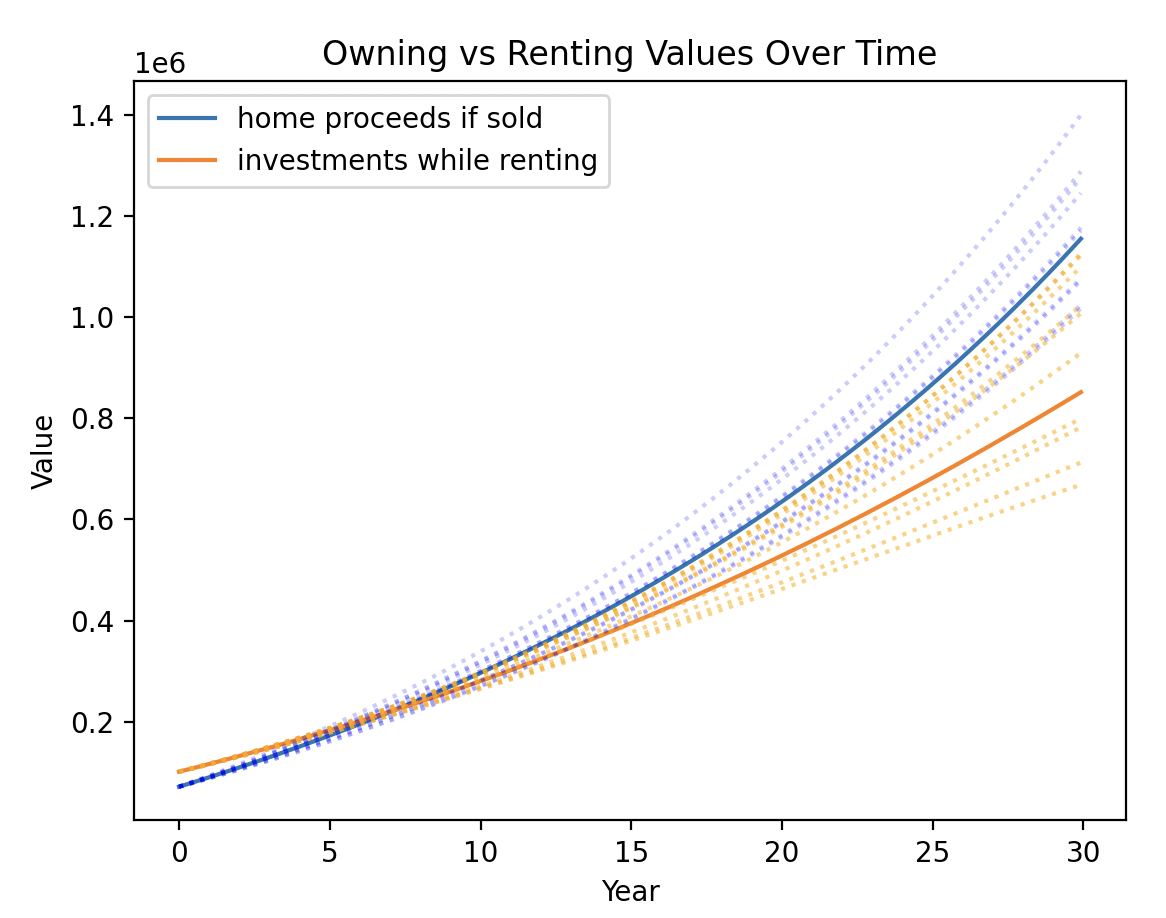 Owning vs Renting Values Over Time
1e6
home proceeds if sold
investments while renting
1.4
1.2
1.0
0.8
0.6
0.4
0.2
Value
0 5 10 15 20 25 30
Year